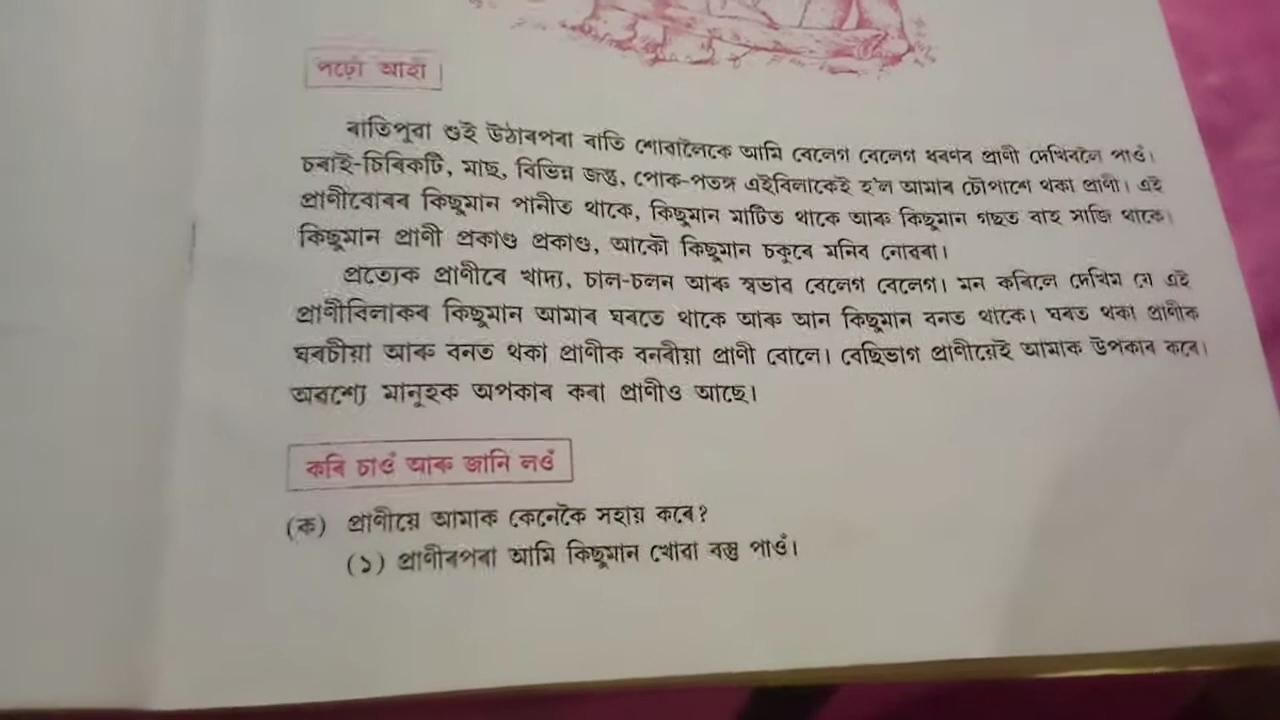 পঢ়োঁ আহা
ৰাতিপুৱা শুই উঠাৰপৰা ৰাতি শোৱালৈকে আমি বেলেগ বেলেগ ধৰণৰ প্ৰাণী দেখিবলৈ পাওঁ।
চৰাই-চিৰিকটি, মাছ, বিভিন্ন জন্তু, পোক-পতঙ্গ এইবিলাকেই হ'ল আমাৰ চৌপাশে থকা প্ৰাণী। এই
প্ৰাণীবোৰৰ কিছুমান পানীত থাকে, কিছুমান মাটিত থাকে আৰু কিছুমান গছত বাহ সাজি থাকে।
কিছুমান প্ৰাণী প্ৰকাণ্ড প্ৰকাণ্ড, আকৌ কিছুমান চকুৰে মনিব নোৱৰা।
প্ৰত্যেক প্ৰাণীৰে খাদ্য, চাল-চলন আৰু স্বভাৱ বেলেগ বেলেগ। মন কৰিলে দেখিম যে এই
প্ৰাণীবিলাকৰ কিছুমান আমাৰ ঘৰতে থাকে আৰু আন কিছুমান বনত থাকে। ঘৰত থকা প্ৰাণীক
ঘৰচীয়া আৰু বনত থকা প্ৰাণীক বনৰীয়া প্ৰাণী বোলে। বেছিভাগ প্ৰাণীয়েই আমাক উপকাৰ কৰে।
অৱশ্যে মানুহক অপকাৰ কৰা প্ৰাণীও আছে।
কৰি চাওঁ আৰু জানি লওঁ
(ক) প্ৰাণীয়ে আমাক কেনেকৈ সহায় কৰে?
(১) প্ৰাণীৰপৰা আমি কিছুমান খোৱা বস্তু পাওঁ।